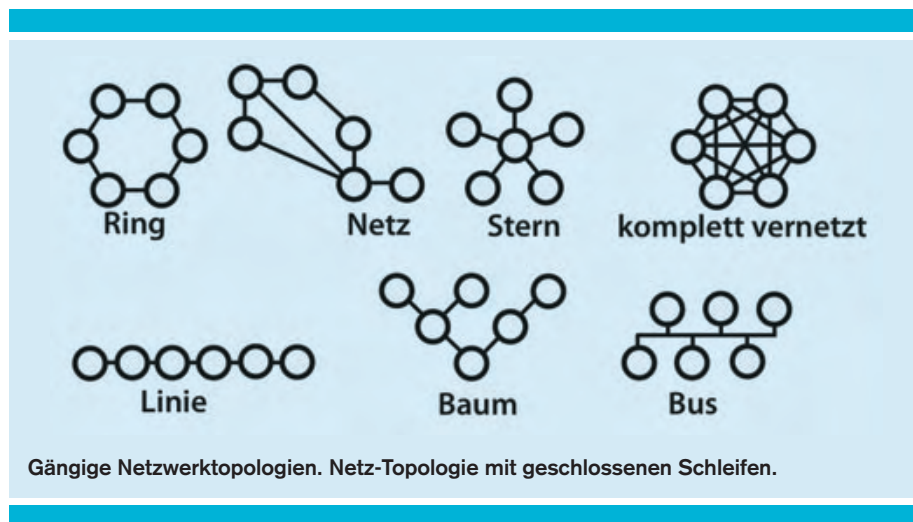 Ring
Netz
Stern
komplett vernetzt
Linie
Baum
Bus
Gängige Netzwerktopologien. Netz-Topologie mit geschlossenen Schleifen.